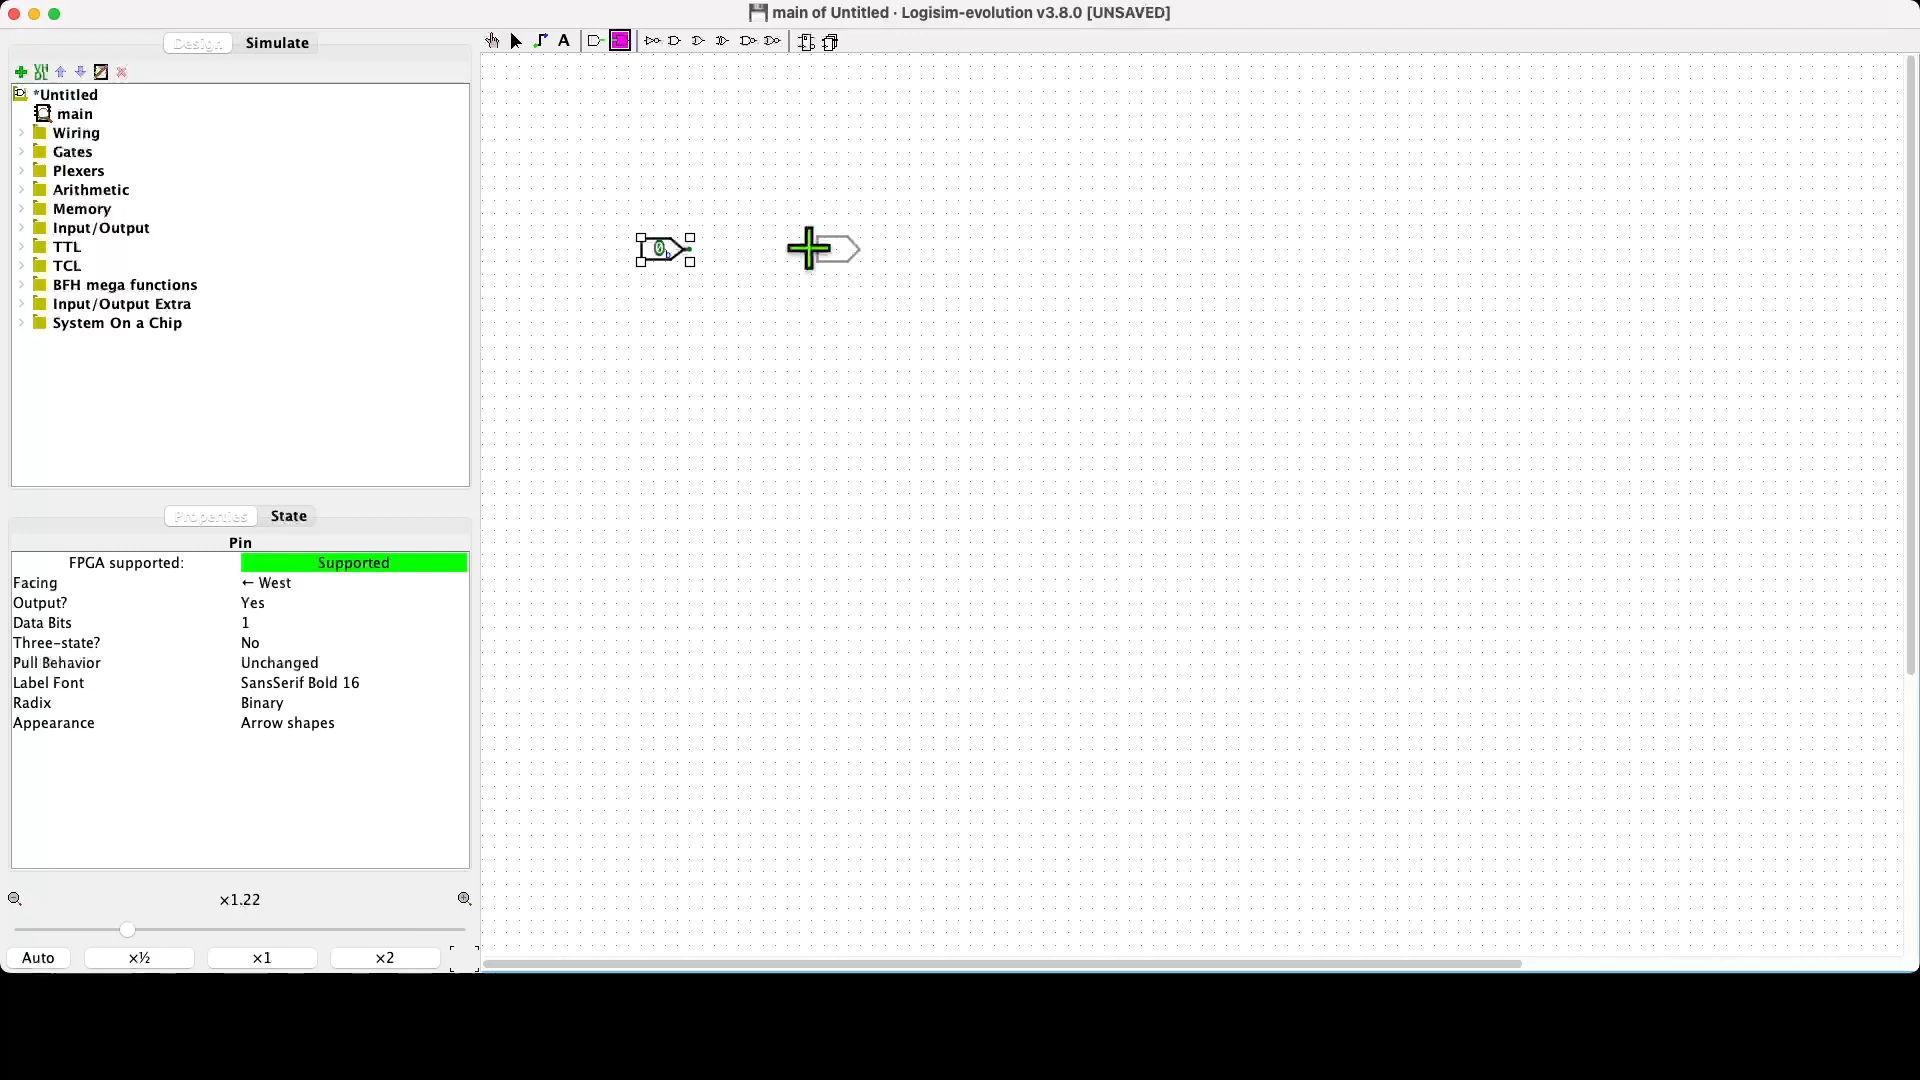 main of Untitled · Logisim-evolution v3.8.0 [UNSAVED]
Design Simulate
A
VH
DL
*Untitled
main
Wiring
Gates
Plexers
Arithmetic
Memory
Input/Output
TTL
TCL
BFH mega functions
Input/Output Extra
System On a Chip
0b
Properties State
Pin
FPGA supported: Supported
Facing ← West
Output? Yes
Data Bits 1
Three-state? No
Pull Behavior Unchanged
Label Font SansSerif Bold 16
Radix Binary
Appearance Arrow shapes
×1.22
Auto ×½ ×1 ×2